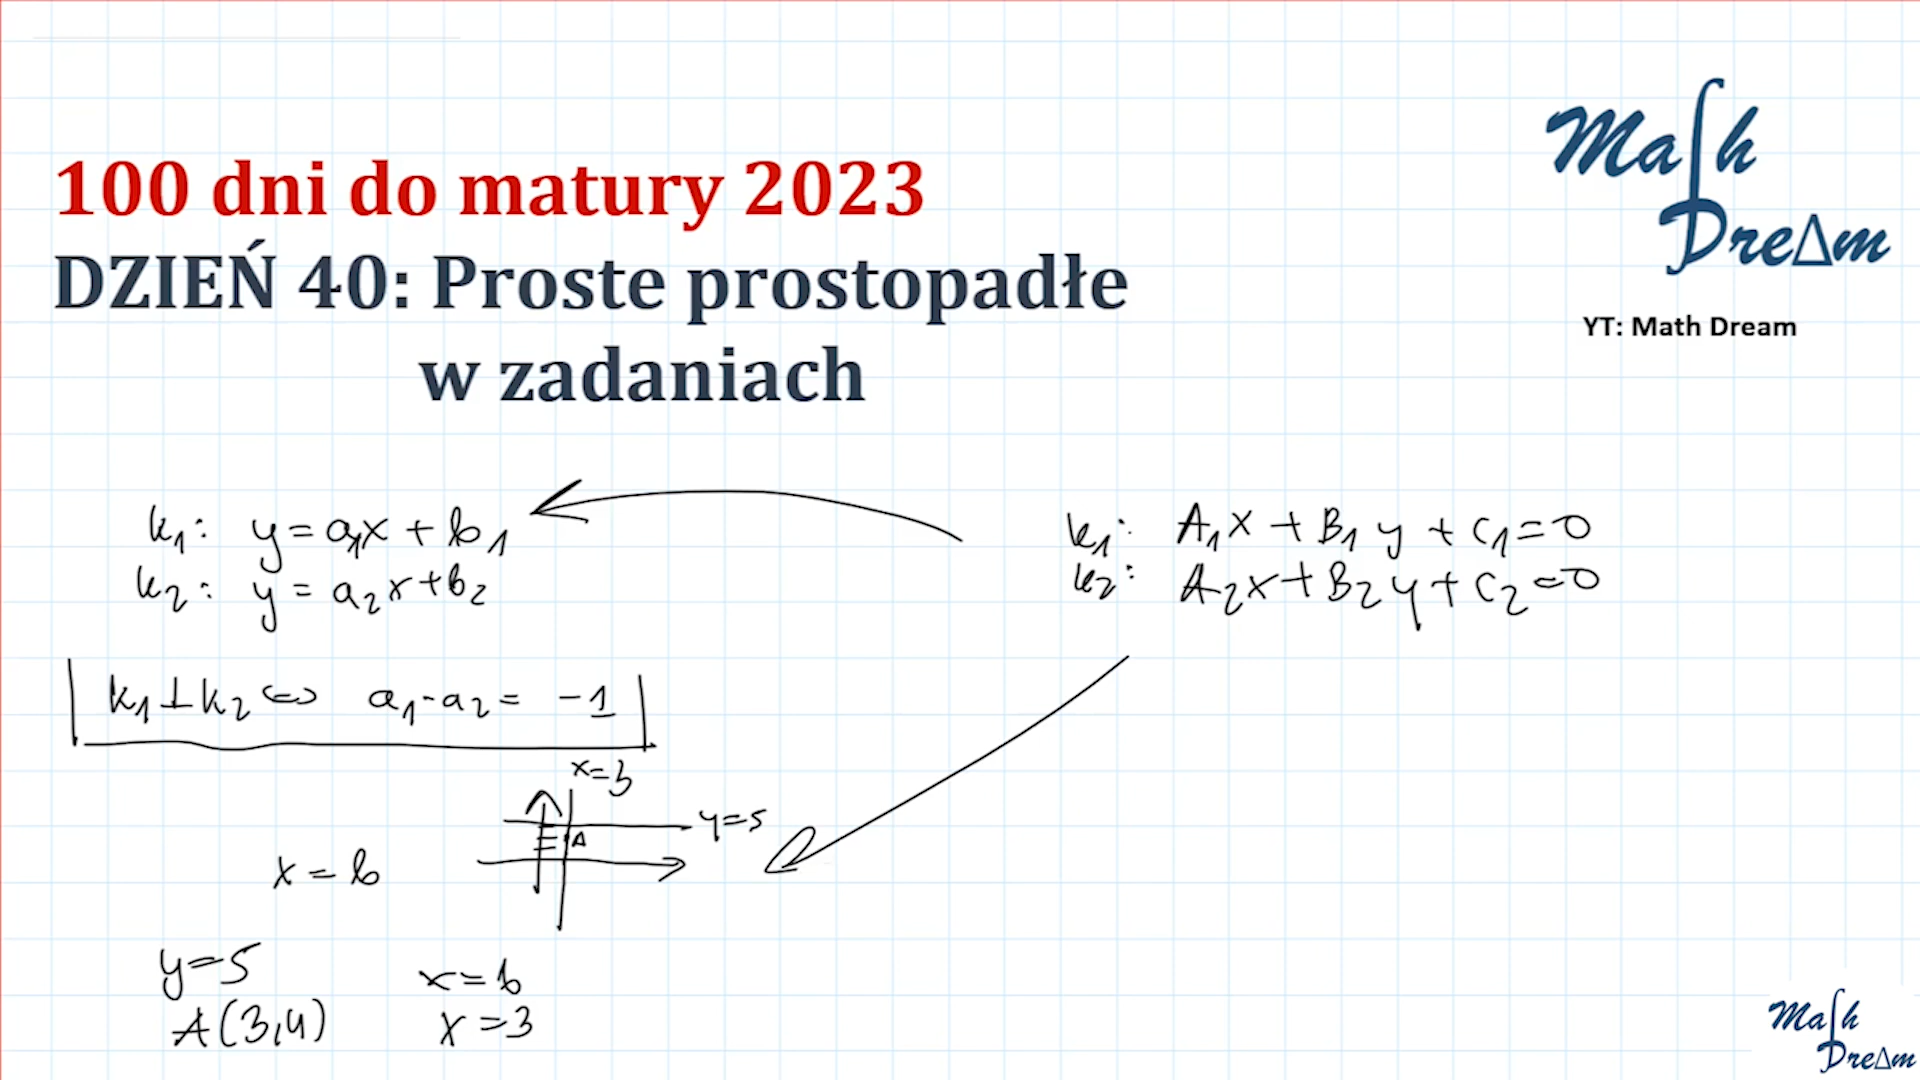 100 dni do matury 2023
DZIEŃ 40: Proste prostopadłe
w zadaniach
Math
Dream
YT: Math Dream
k₁: y = a₁x + b₁
k₂: y = a₂x + b₂
k₁: A₁x + B₁y + C₁ = 0
k₂: A₂x + B₂y + C₂ = 0
k₁ ⊥ k₂ ⇔ a₁·a₂ = -1
x=3
y=5
A
x = b
y=5
A(3,4)
x = b
x = 3
Math
Dream